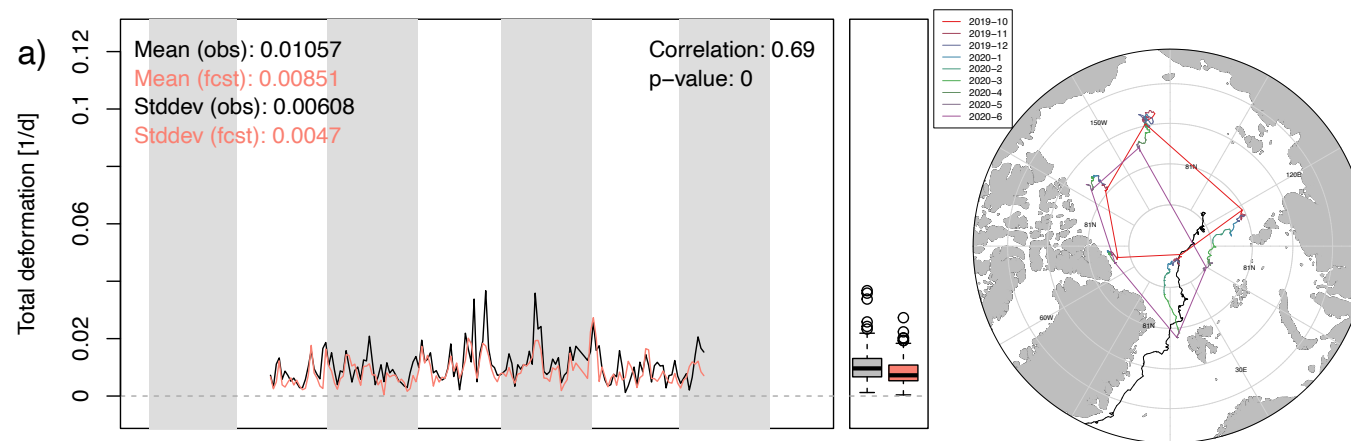 a)
Total deformation [1/d]
0.12
0.1
0.06
0.02
0
Mean (obs): 0.01057
Mean (fcst): 0.00851
Stddev (obs): 0.00608
Stddev (fcst): 0.0047
Correlation: 0.69
p-value: 0
2019-10
2019-11
2019-12
2020-1
2020-2
2020-3
2020-4
2020-5
2020-6
150W
81N
120E
81N
81N
60W
81N
30E